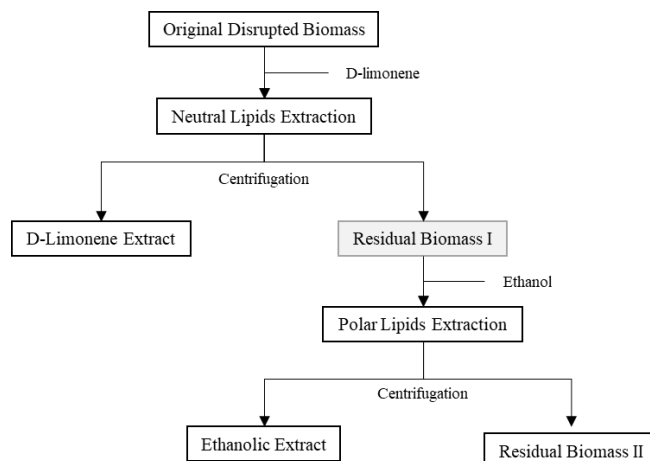 Original Disrupted Biomass
D-limonene
Neutral Lipids Extraction
Centrifugation
D-Limonene Extract
Residual Biomass I
Ethanol
Polar Lipids Extraction
Centrifugation
Ethanolic Extract
Residual Biomass II